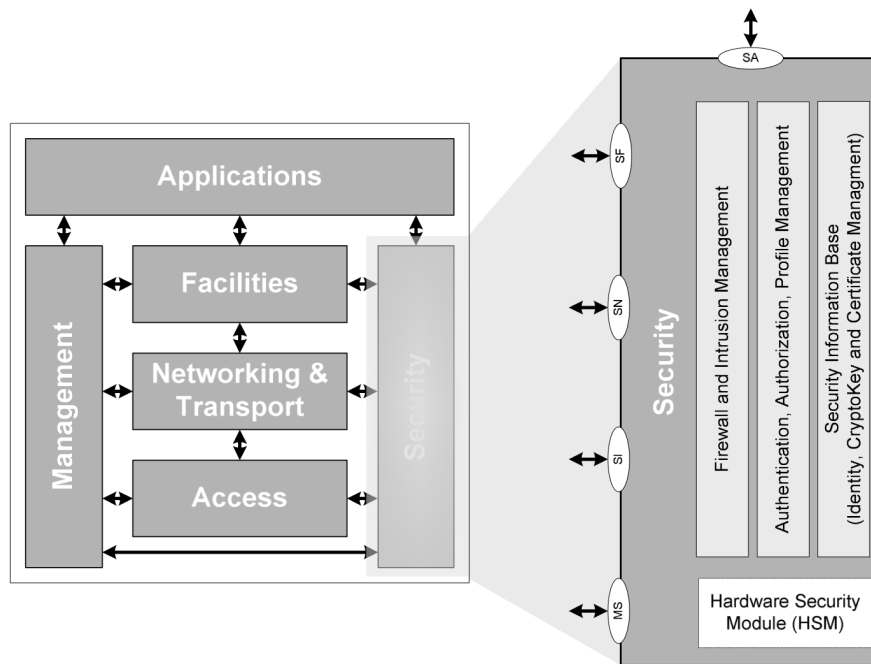 Applications
Facilities
Networking &
Transport
Access
Management
Security
SA
SF
SN
SI
MS
Security
Firewall and Intrusion Management
Authentication, Authorization, Profile Management
Security Information Base
(Identity, CryptoKey and Certificate Managment)
Hardware Security
Module (HSM)